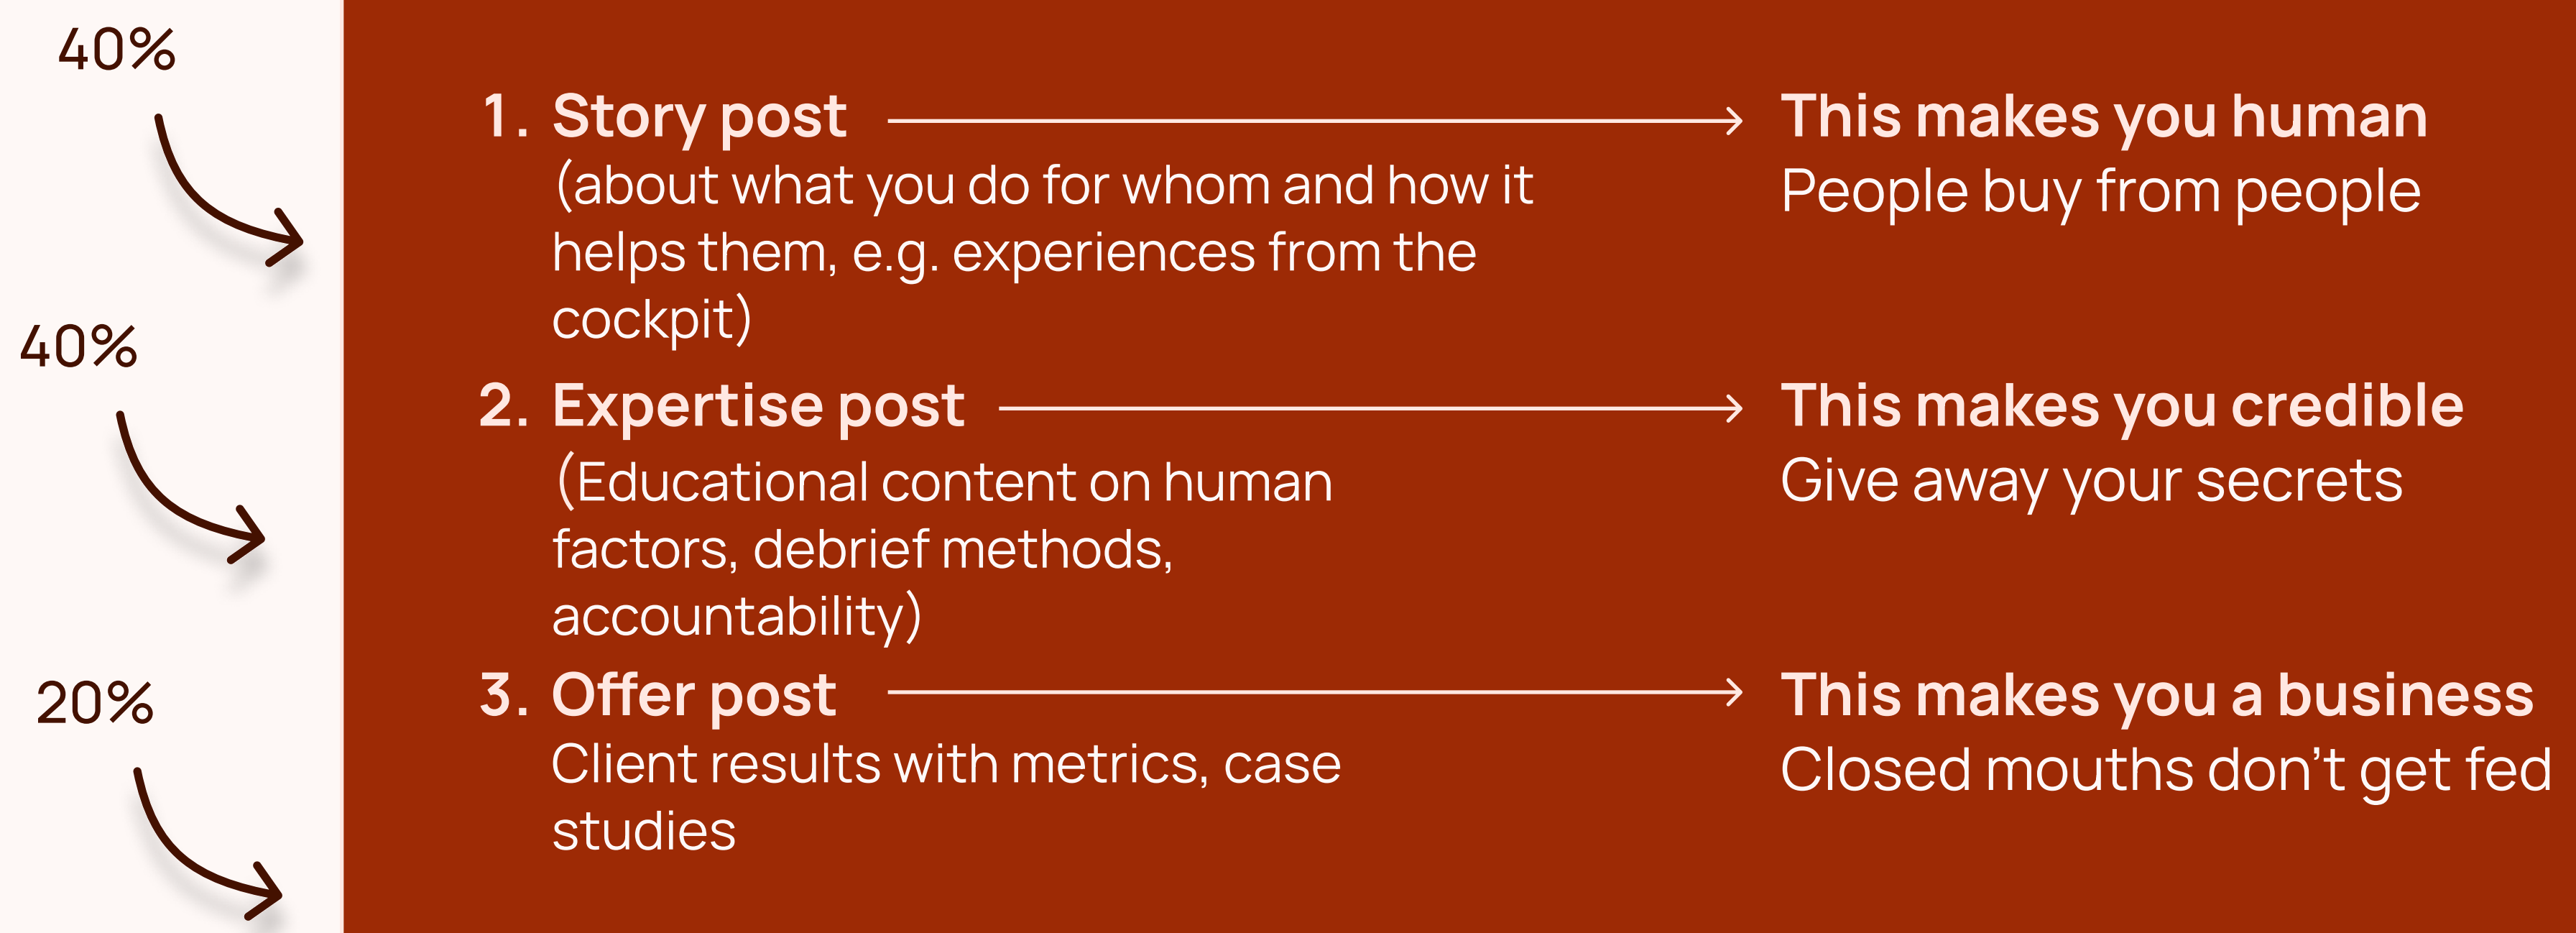 40%
1. Story post
This makes you human
(about what you do for whom and how it
People buy from people
helps them, e.g. experiences from the
cockpit)
40%
2. Expertise post
This makes you credible
(Educational content on human
Give away your secrets
factors, debrief methods,
accountability)
20%
3. Offer post
This makes you a business
Client results with metrics, case
Closed mouths don't get fed
studies